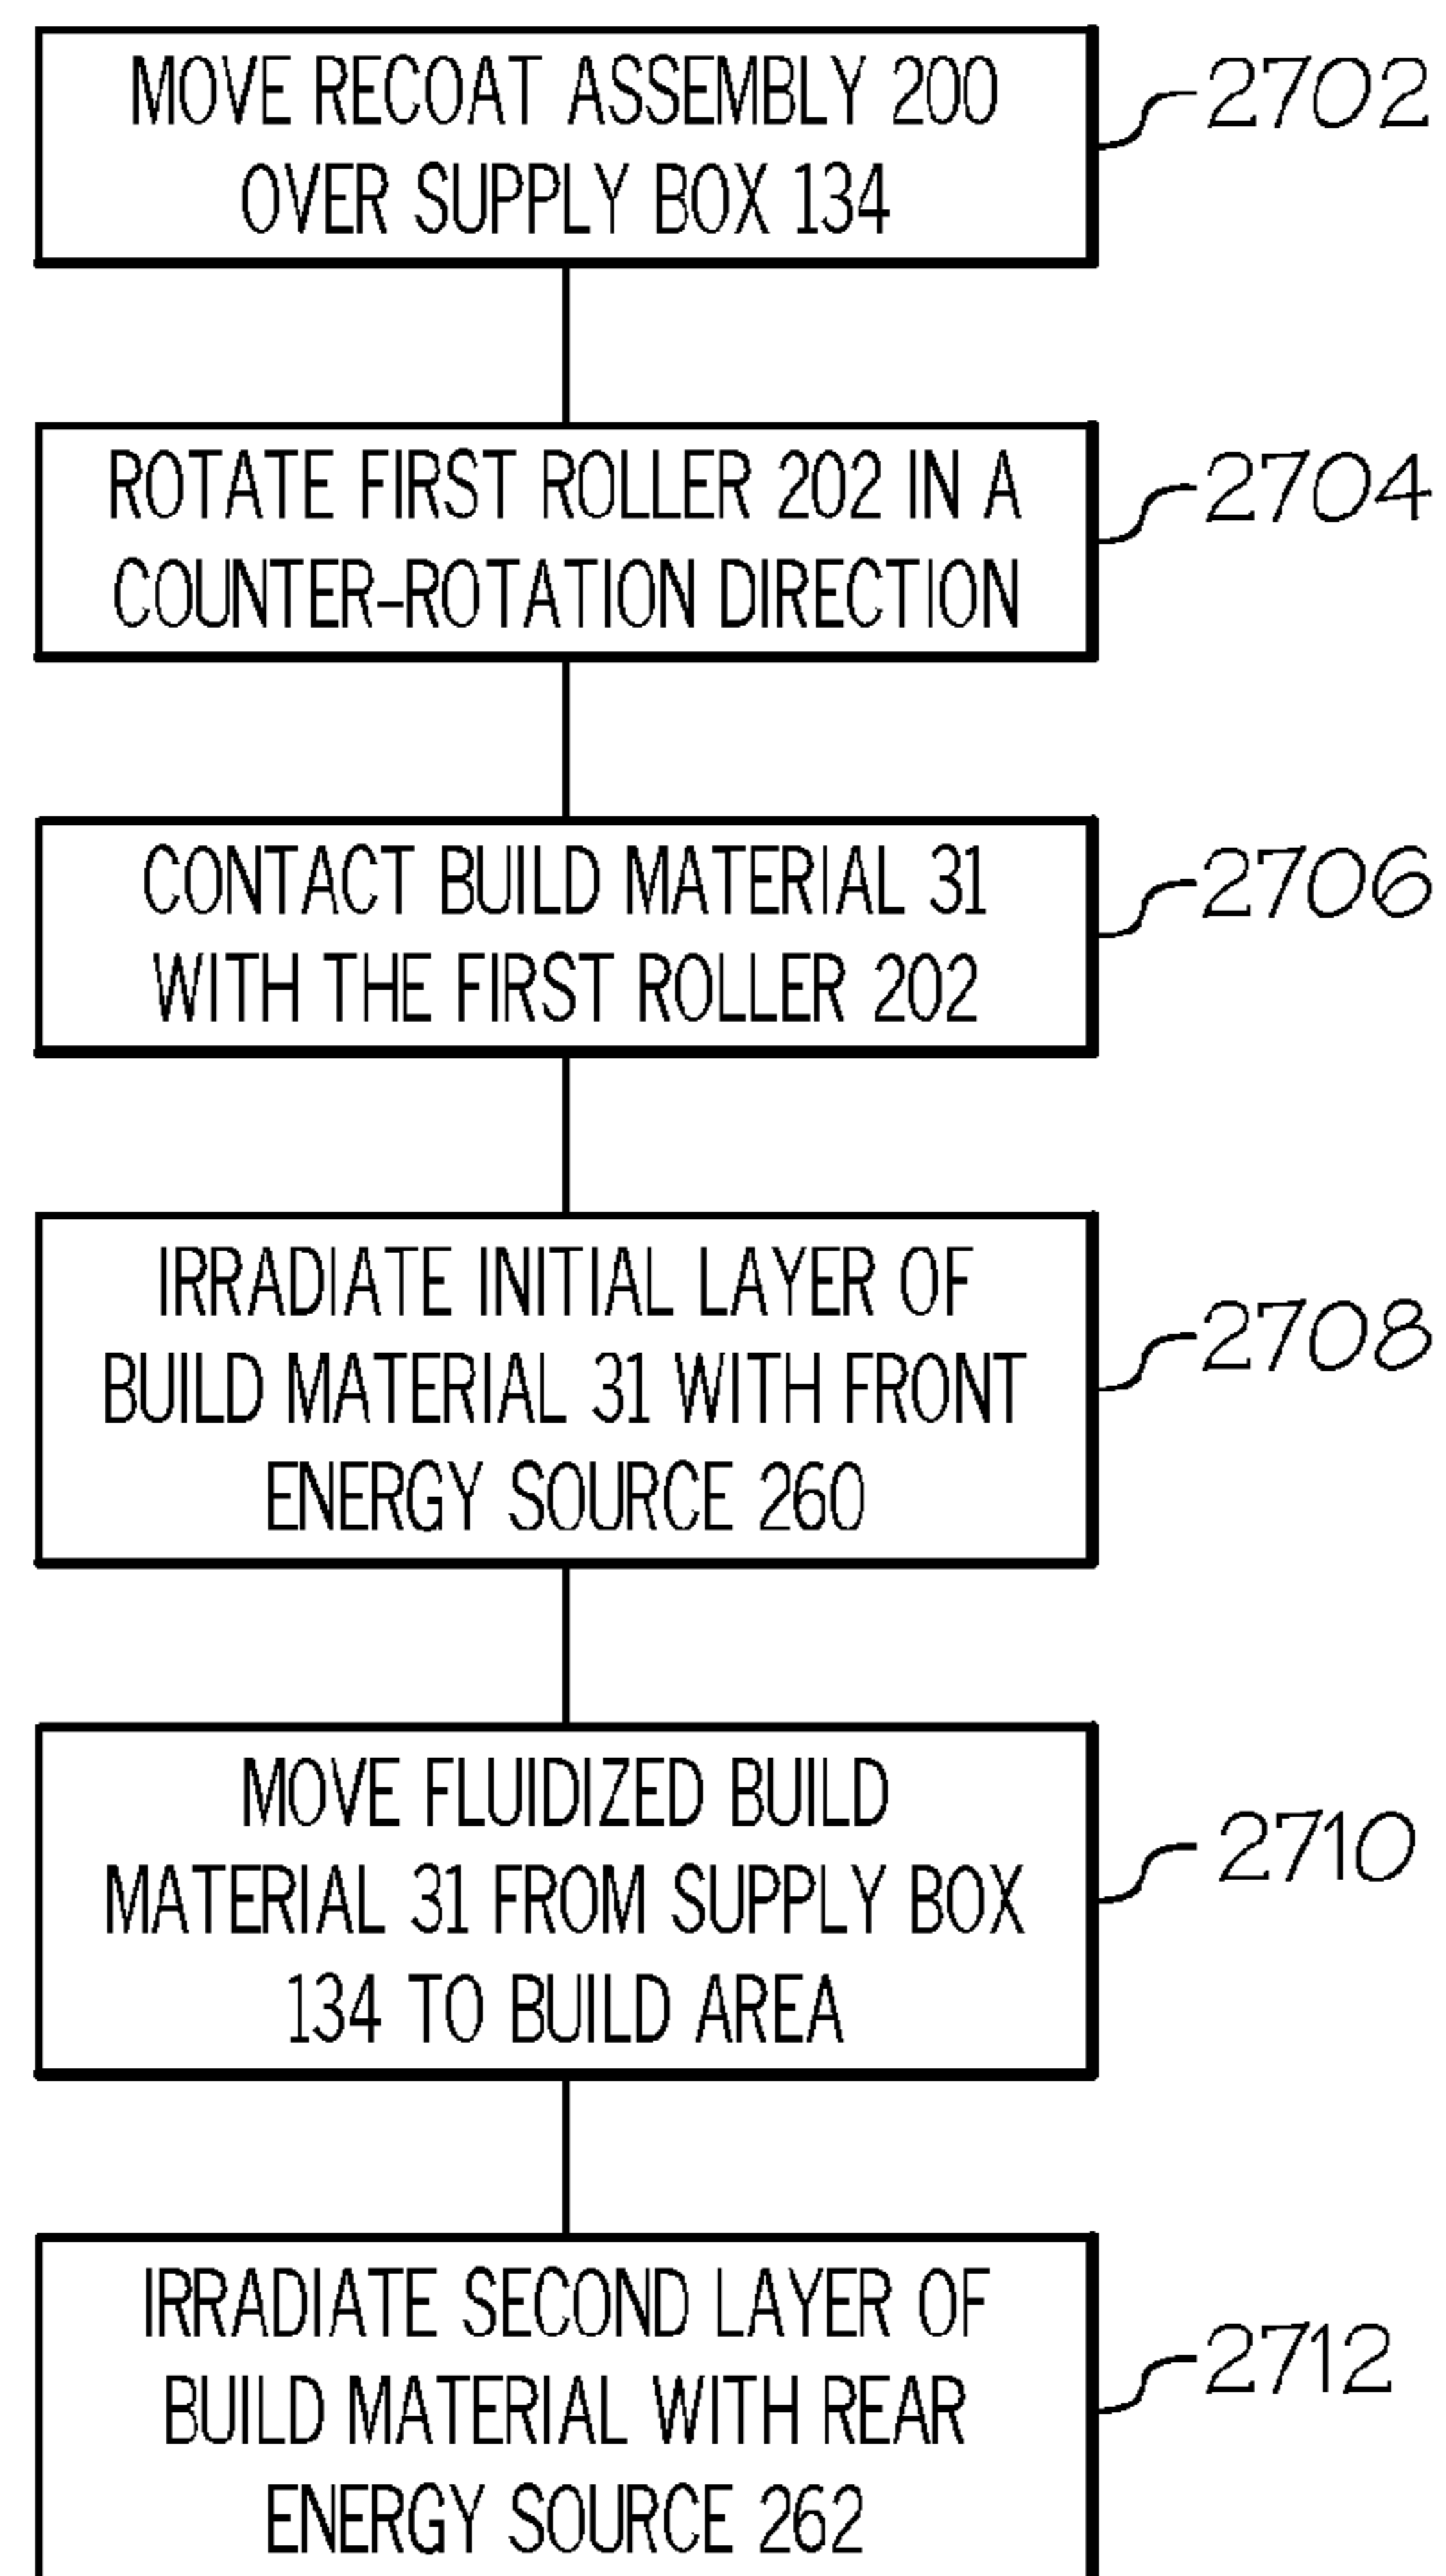 MOVE RECOAT ASSEMBLY 200
OVER SUPPLY BOX 134
2702
ROTATE FIRST ROLLER 202 IN A
COUNTER-ROTATION DIRECTION
2704
CONTACT BUILD MATERIAL 31
WITH THE FIRST ROLLER 202
2706
IRRADIATE INITIAL LAYER OF
BUILD MATERIAL 31 WITH FRONT
ENERGY SOURCE 260
2708
MOVE FLUIDIZED BUILD
MATERIAL 31 FROM SUPPLY BOX
134 TO BUILD AREA
2710
IRRADIATE SECOND LAYER OF
BUILD MATERIAL WITH REAR
ENERGY SOURCE 262
2712